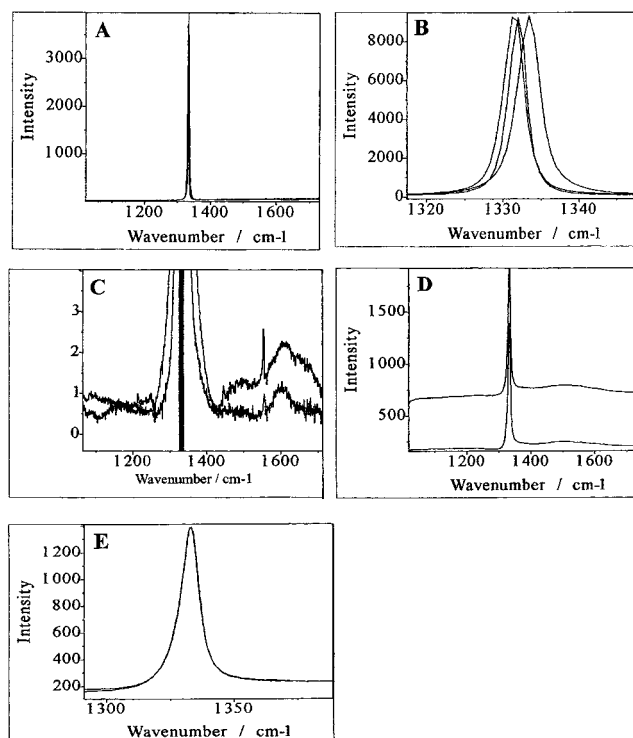 A
Intensity
3000
2000
1000
1200 1400 1600
Wavenumber / cm-1
B
Intensity
8000
6000
4000
2000
0
1320 1330 1340
Wavenumber / cm-1
C
4
3
2
1
0
1200 1400 1600
Wavenumber / cm-1
D
Intensity
1500
1000
500
1200 1400 1600
Wavenumber / cm-1
E
Intensity
1200
1000
800
600
400
200
1300 1350
Wavenumber / cm-1